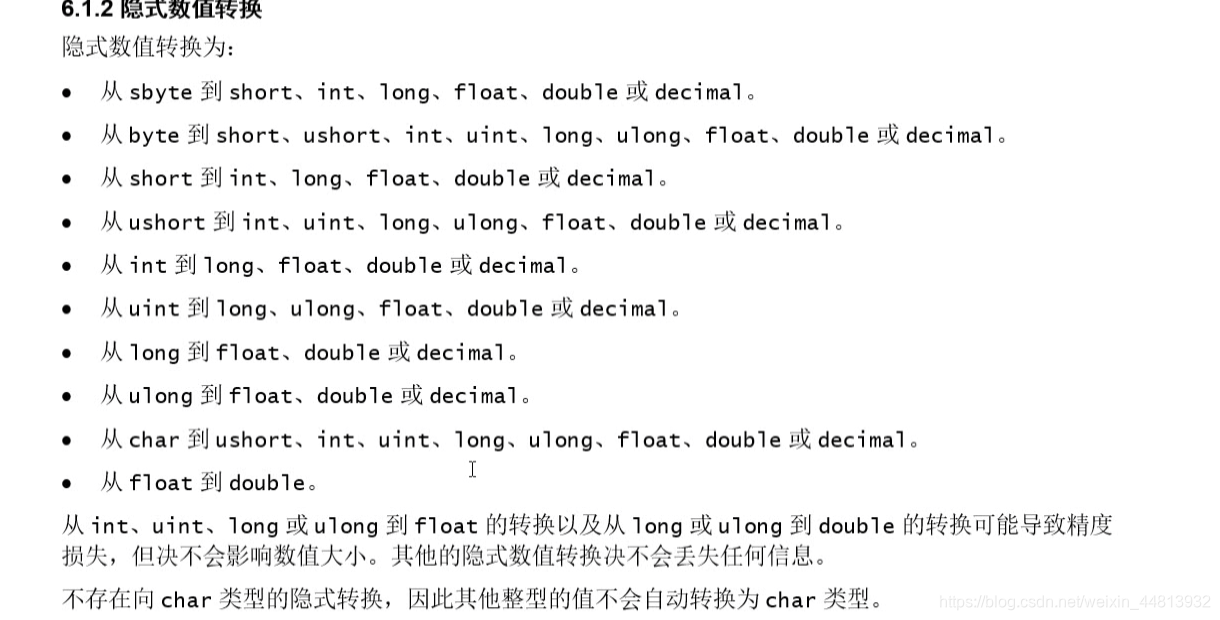 6.1.2 隐式数值转换
隐式数值转换为：
● 从 sbyte 到 short、int、long、float、double 或 decimal。
● 从 byte 到 short、ushort、int、uint、long、ulong、float、double 或 decimal。
● 从 short 到 int、long、float、double 或 decimal。
● 从 ushort 到 int、uint、long、ulong、float、double 或 decimal。
● 从 int 到 long、float、double 或 decimal。
● 从 uint 到 long、ulong、float、double 或 decimal。
● 从 long 到 float、double 或 decimal。
● 从 ulong 到 float、double 或 decimal。
● 从 char 到 ushort、int、uint、long、ulong、float、double 或 decimal。
● 从 float 到 double。
从 int、uint、long 或 ulong 到 float 的转换以及从 long 或 ulong 到 double 的转换可能导致精度
损失，但决不会影响数值大小。其他的隐式数值转换决不会丢失任何信息。
不存在向 char 类型的隐式转换，因此其他整型的值不会自动转换为 char 类型。
https://blog.csdn.net/weixin_44813932